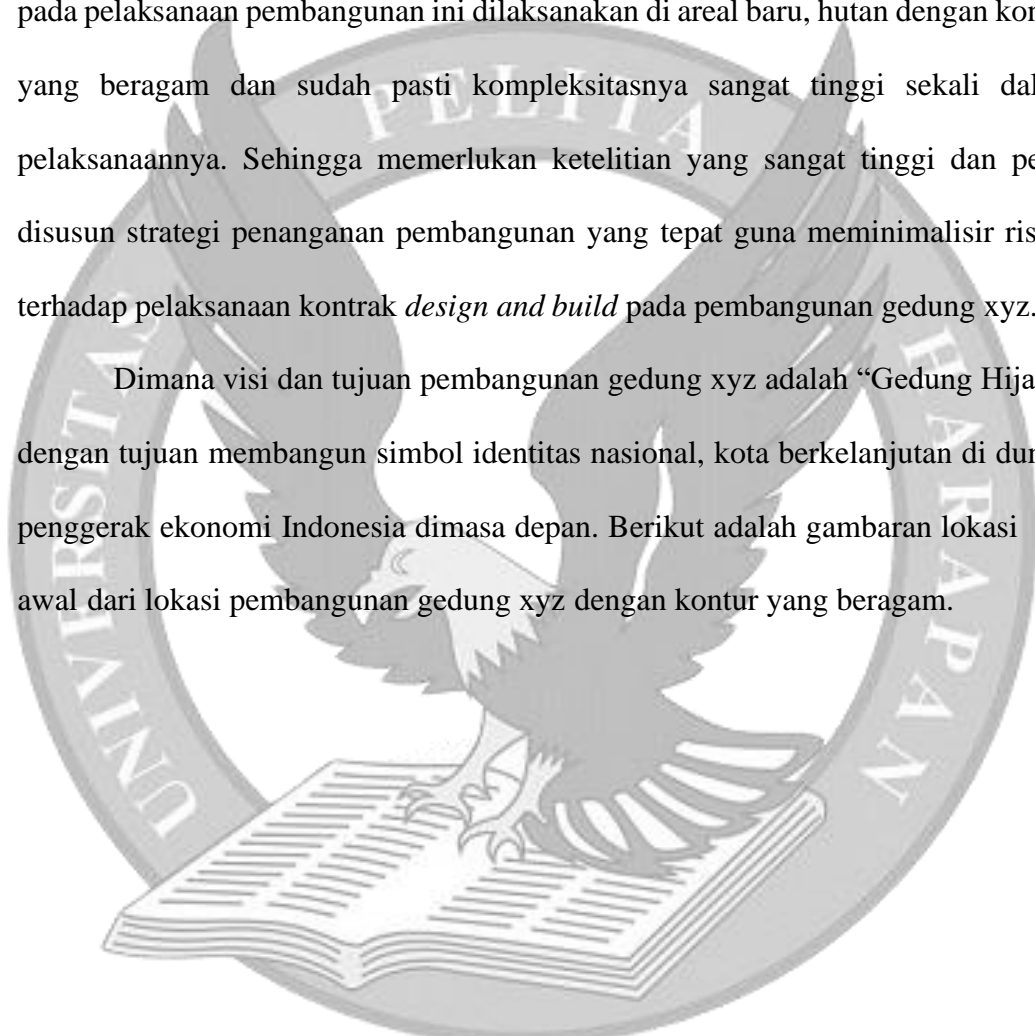 pada pelaksanaan pembangunan ini dilaksanakan di areal baru, hutan dengan kon
yang beragam dan sudah pasti kompleksitasnya sangat tinggi sekali dal
pelaksanaannya. Sehingga memerlukan ketelitian yang sangat tinggi dan pe
disusun strategi penanganan pembangunan yang tepat guna meminimalisir ris
terhadap pelaksanaan kontrak design and build pada pembangunan gedung xyz.
Dimana visi dan tujuan pembangunan gedung xyz adalah “Gedung Hija
dengan tujuan membangun simbol identitas nasional, kota berkelanjutan di dun
penggerak ekonomi Indonesia dimasa depan. Berikut adalah gambaran lokasi
awal dari lokasi pembangunan gedung xyz dengan kontur yang beragam.
UNIVERSITAS PELITA HARAPAN